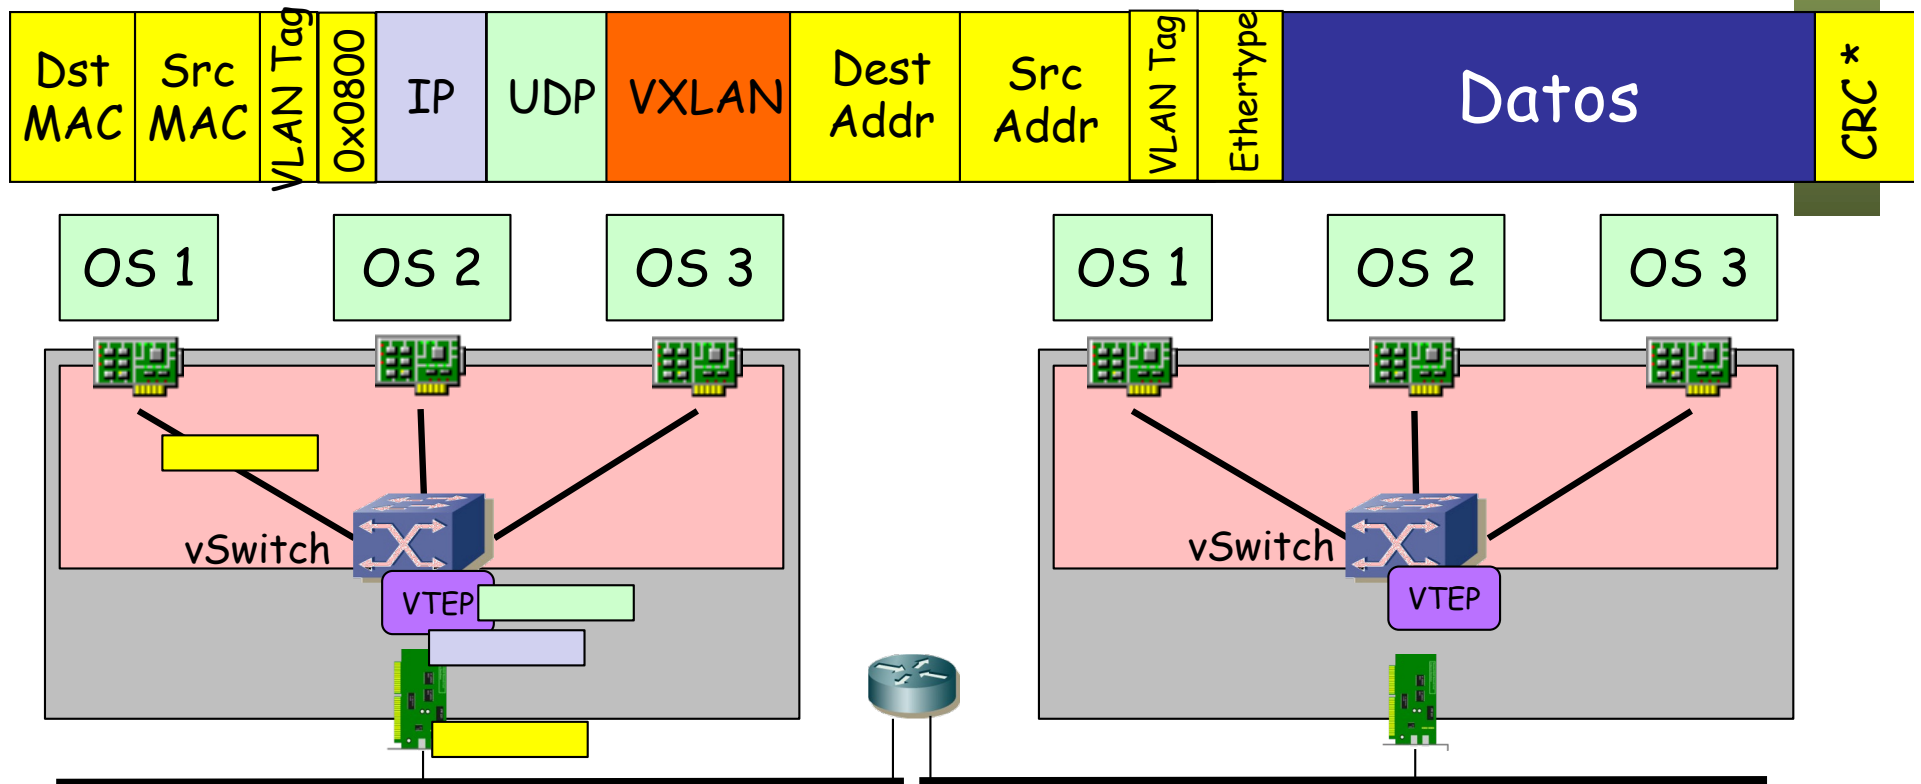 Dst
MAC
Src
MAC
VLAN Tag
0x0800
IP
UDP
VXLAN
Dest
Addr
Src
Addr
VLAN Tag
Ethertype
Datos
CRC *
OS 1
OS 2
OS 3
OS 1
OS 2
OS 3
vSwitch
vSwitch
VTEP
VTEP